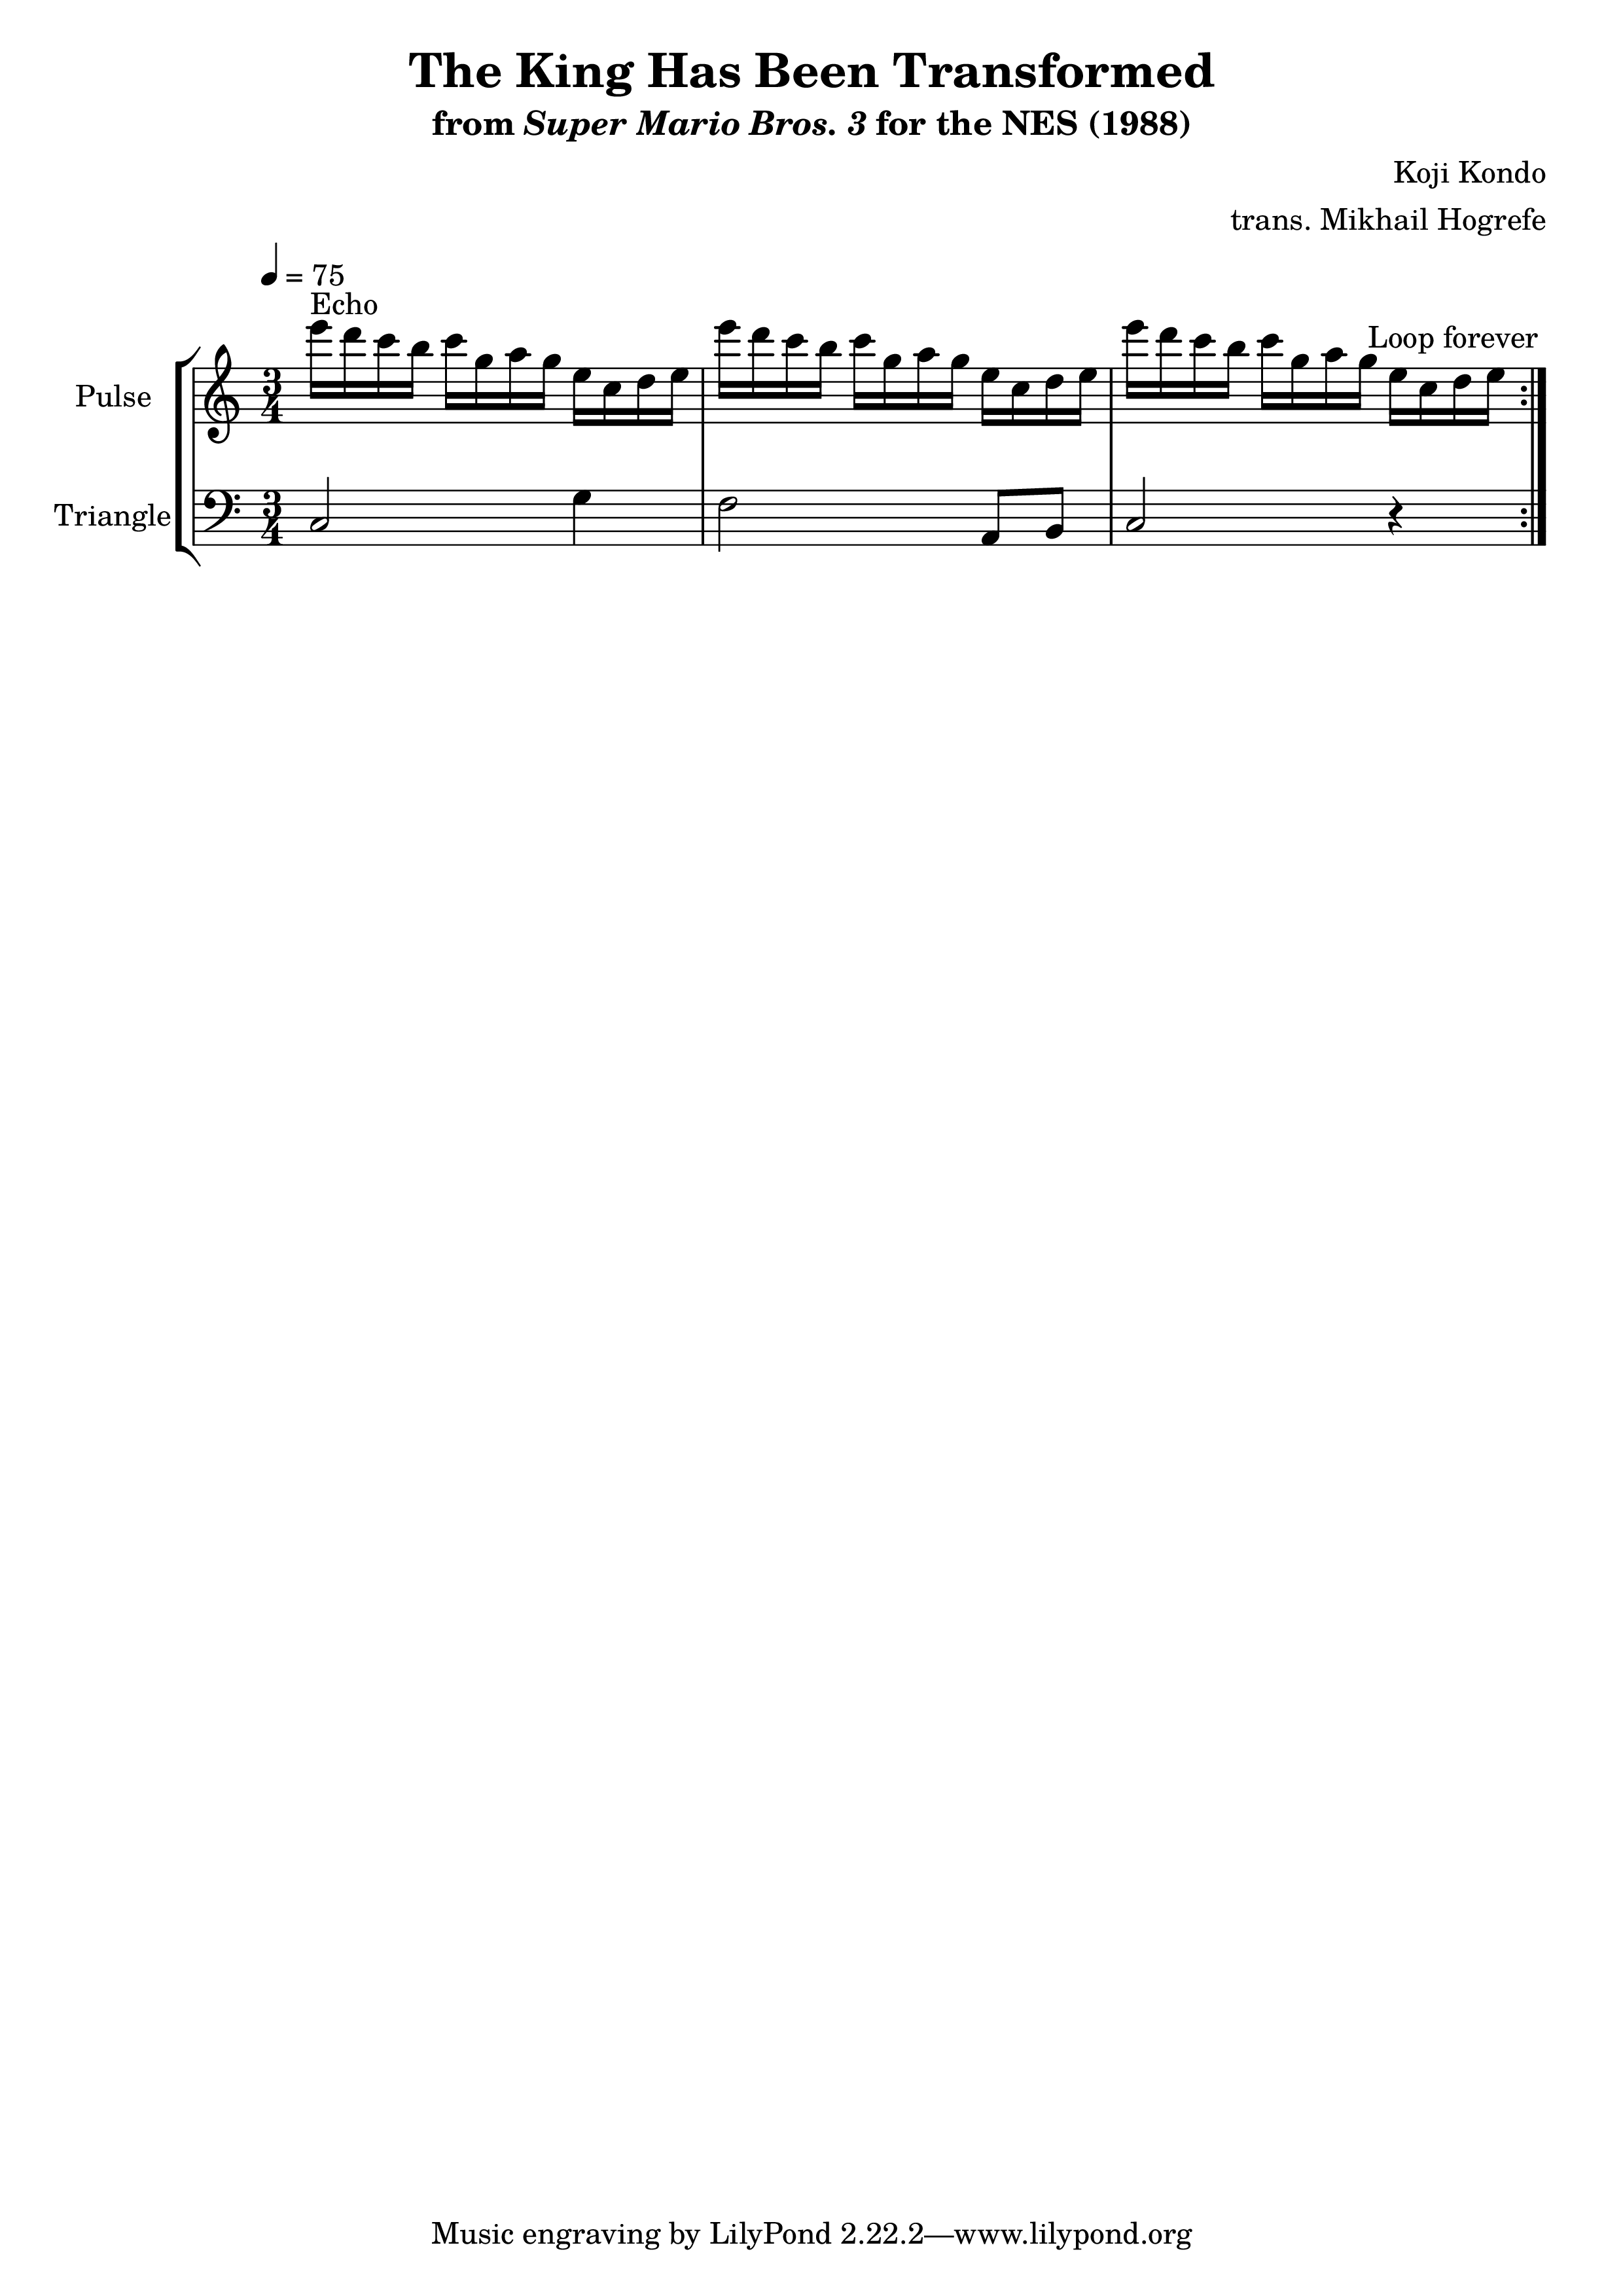 The King Has Been Transformed
from Super Mario Bros. 3 for the NES (1988)
Koji Kondo
trans. Mikhail Hogrefe
= 75
Echo
Loop forever
Pulse
3
4
Triangle
3
4
Music engraving by LilyPond 2.22.2—www.lilypond.org